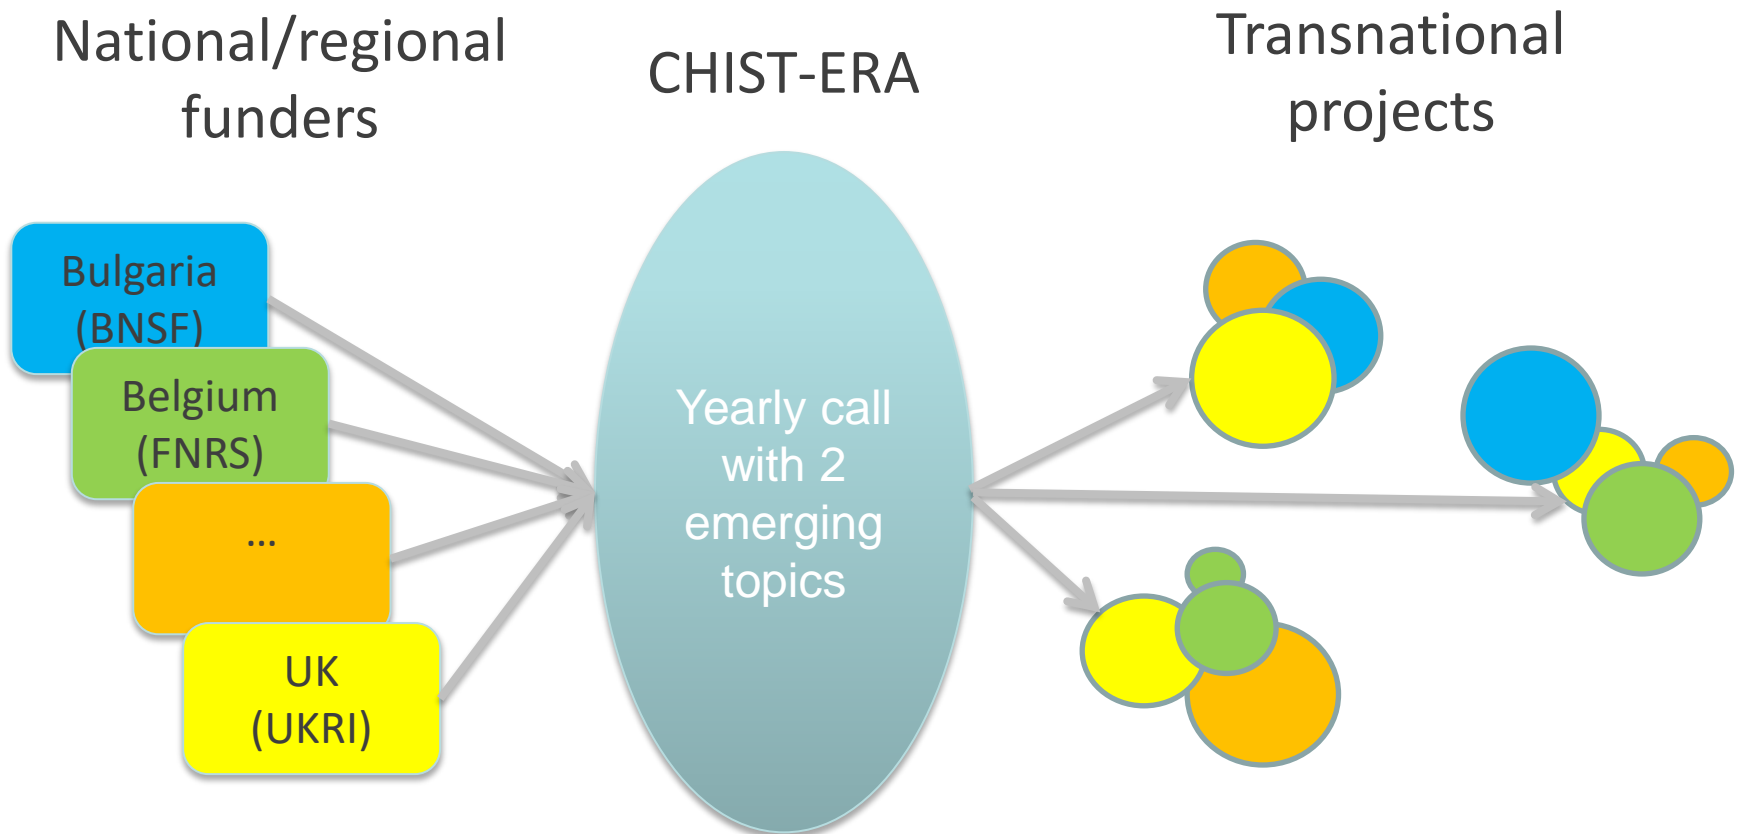 National/regional
funders
CHIST-ERA
Transnational
projects
Bulgaria
(BNSF)
Belgium
(FNRS)
...
UK
(UKRI)
Yearly call
with 2
emerging
topics